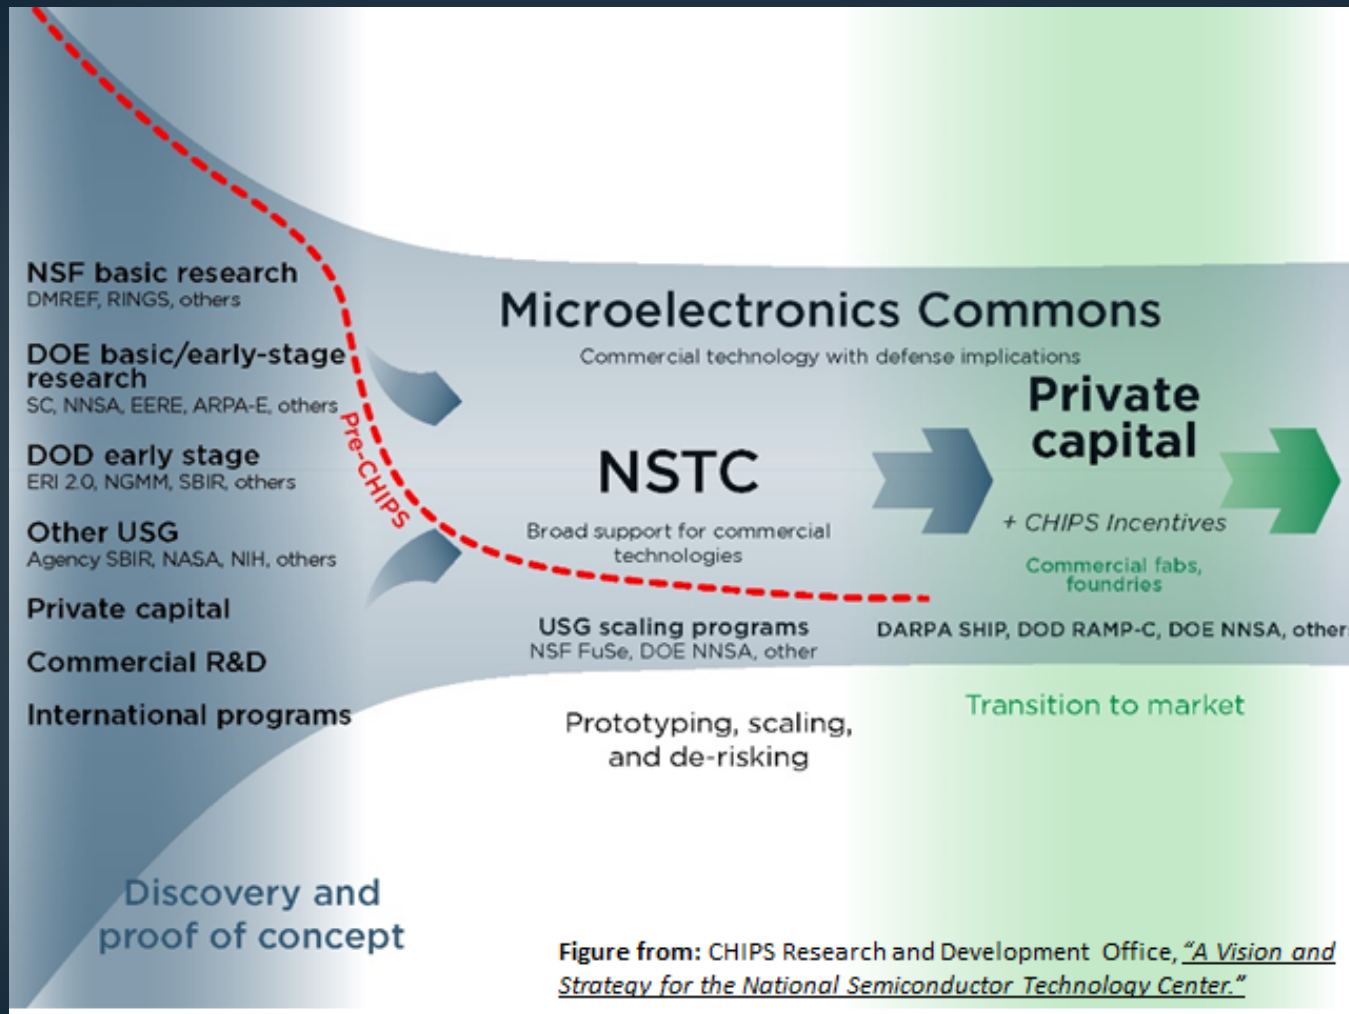 NSF basic research
DMREF, RINGS, others
DOE basic/early-stage
research
SC, NNSA, EERE, ARPA-E, others
DOD early stage
ERI 2.0, NGMM, SBIR, others
Other USG
Agency SBIR, NASA, NIH, others
Private capital
Commercial R&D
International programs
Discovery and
proof of concept
Pre-CHIPS
Microelectronics Commons
Commercial technology with defense implications
NSTC
Broad support for commercial
technologies
USG scaling programs
NSF FuSe, DOE NNSA, other
Prototyping, scaling,
and de-risking
Private
capital
+ CHIPS Incentives
Commercial fabs,
foundries
DARPA SHIP, DOD RAMP-C, DOE NNSA, others
Transition to market
Figure from: CHIPS Research and Development Office, "A Vision and
Strategy for the National Semiconductor Technology Center."